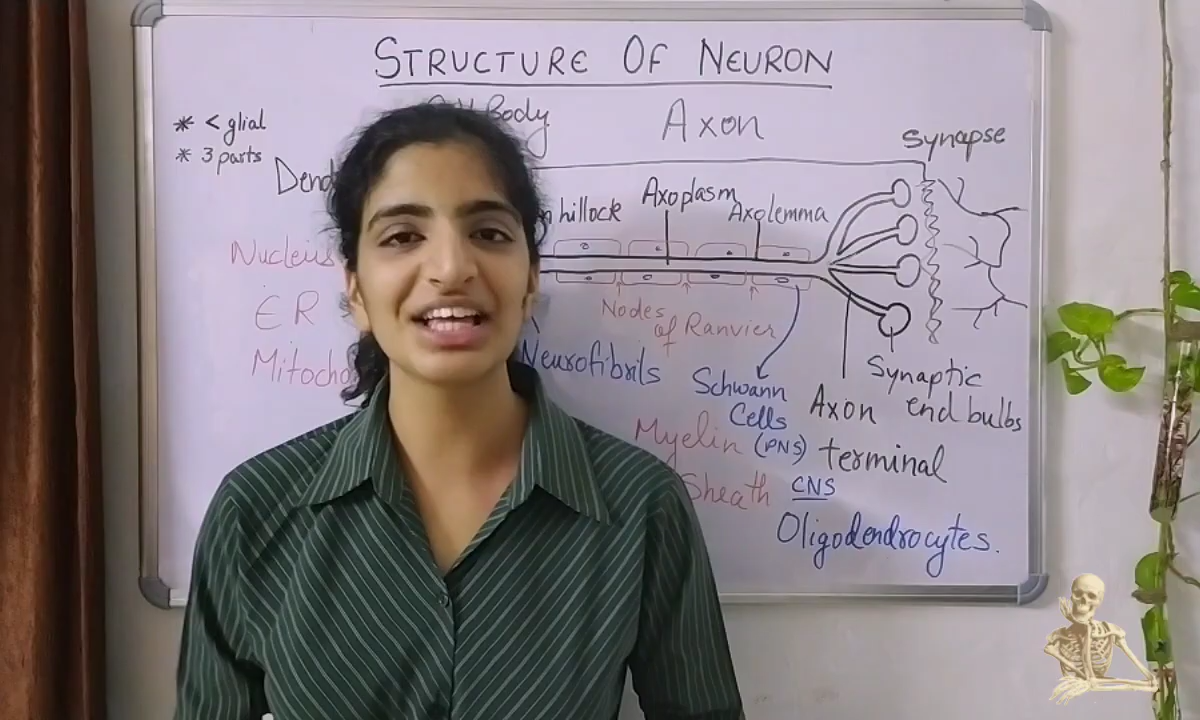 STRUCTURE OF NEURON
Body
Axon
Synapse
* < glial
* 3 parts
hillock
Axoplasm
Axolemma
Nucleus
ER
Nodes
of Ranvier
Neurofibrils
Schwann
Cells
(PNS)
Myelin
Sheath
CNS
Oligodendrocytes.
Axon
terminal
Synaptic
end bulbs